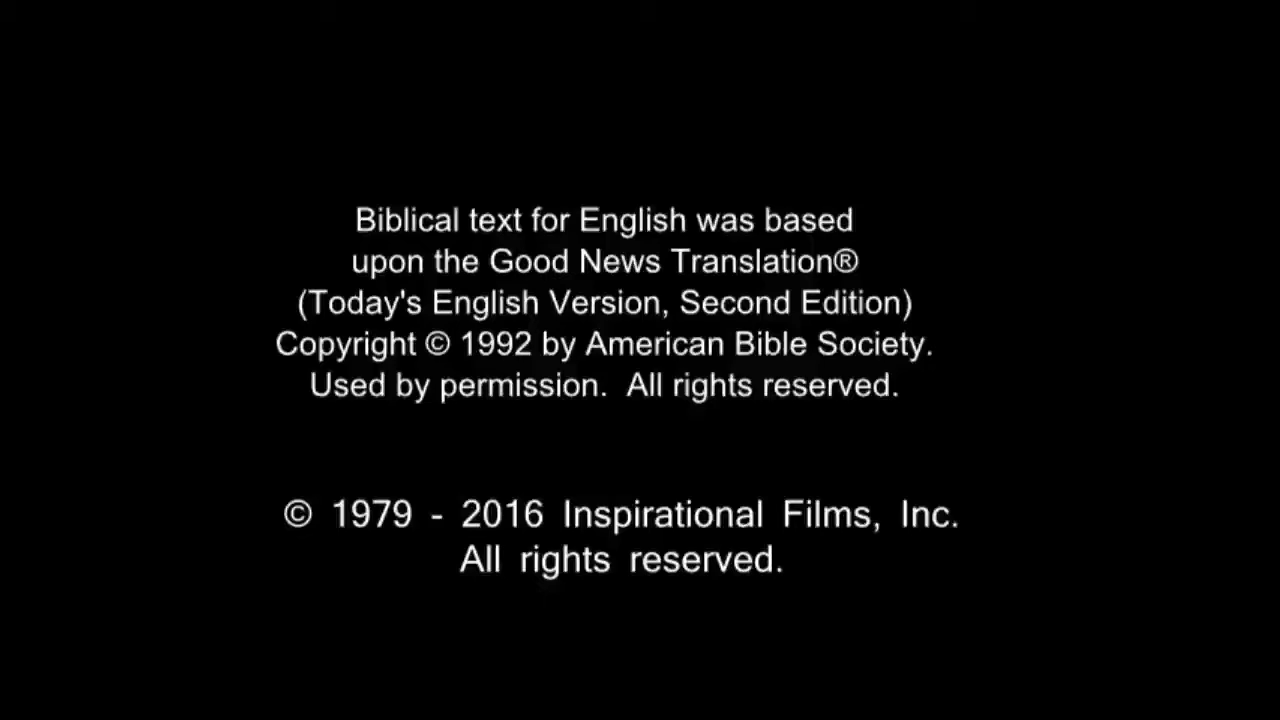 Biblical text for English was based
upon the Good News Translation®
(Today's English Version, Second Edition)
Copyright © 1992 by American Bible Society.
Used by permission.  All rights reserved.
© 1979 - 2016 Inspirational Films, Inc.
All rights reserved.